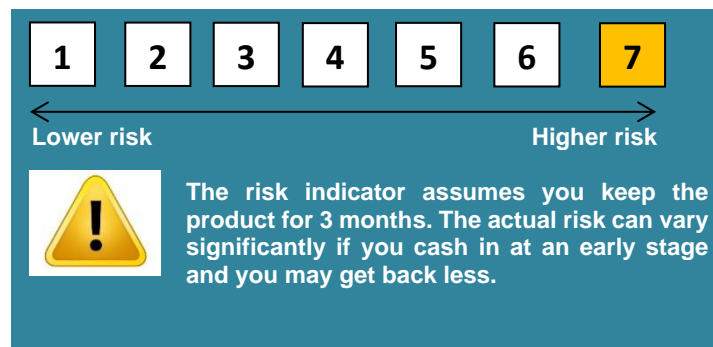 1 2 3 4 5 6 7
Lower risk Higher risk
The risk indicator assumes you keep the
product for 3 months. The actual risk can vary
significantly if you cash in at an early stage
and you may get back less.